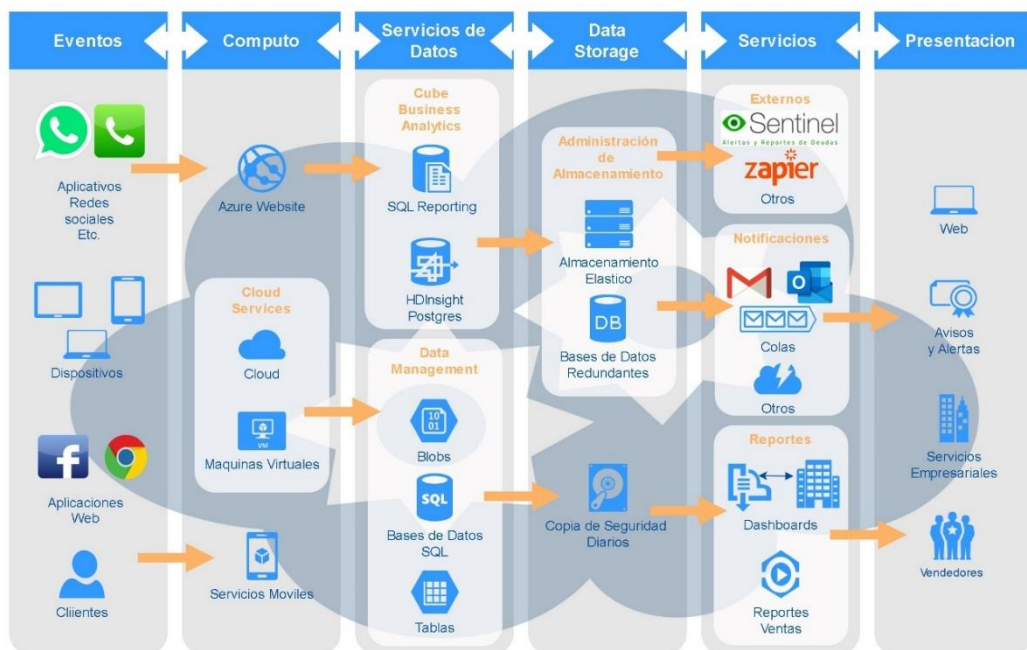 Eventos
Computo
Servicios de
Datos
Data
Storage
Servicios
Presentacion
Aplicativos
Redes
sociales
Etc.
Dispositivos
Aplicaciones
Web
Cliientes
Azure Website
Cloud
Services
Cloud
VM
Maquinas Virtuales
Servicios Moviles
Cube
Business
Analytics
SQL Reporting
HDInsight
Postgres
Data
Management
10
01
Blobs
SQL
Bases de Datos
SQL
Tablas
Administración
de
Almacenamiento
Almacenamiento
Elastico
DB
Bases de Datos
Redundantes
Copia de Seguridad
Diarios
Externos
Sentinel
Alertas y Reportes de Deudas
zapier
Otros
Notificaciones
Colas
Otros
Reportes
Dashboards
Reportes
Ventas
Web
Avisos
y Alertas
Servicios
Empresariales
Vendedores